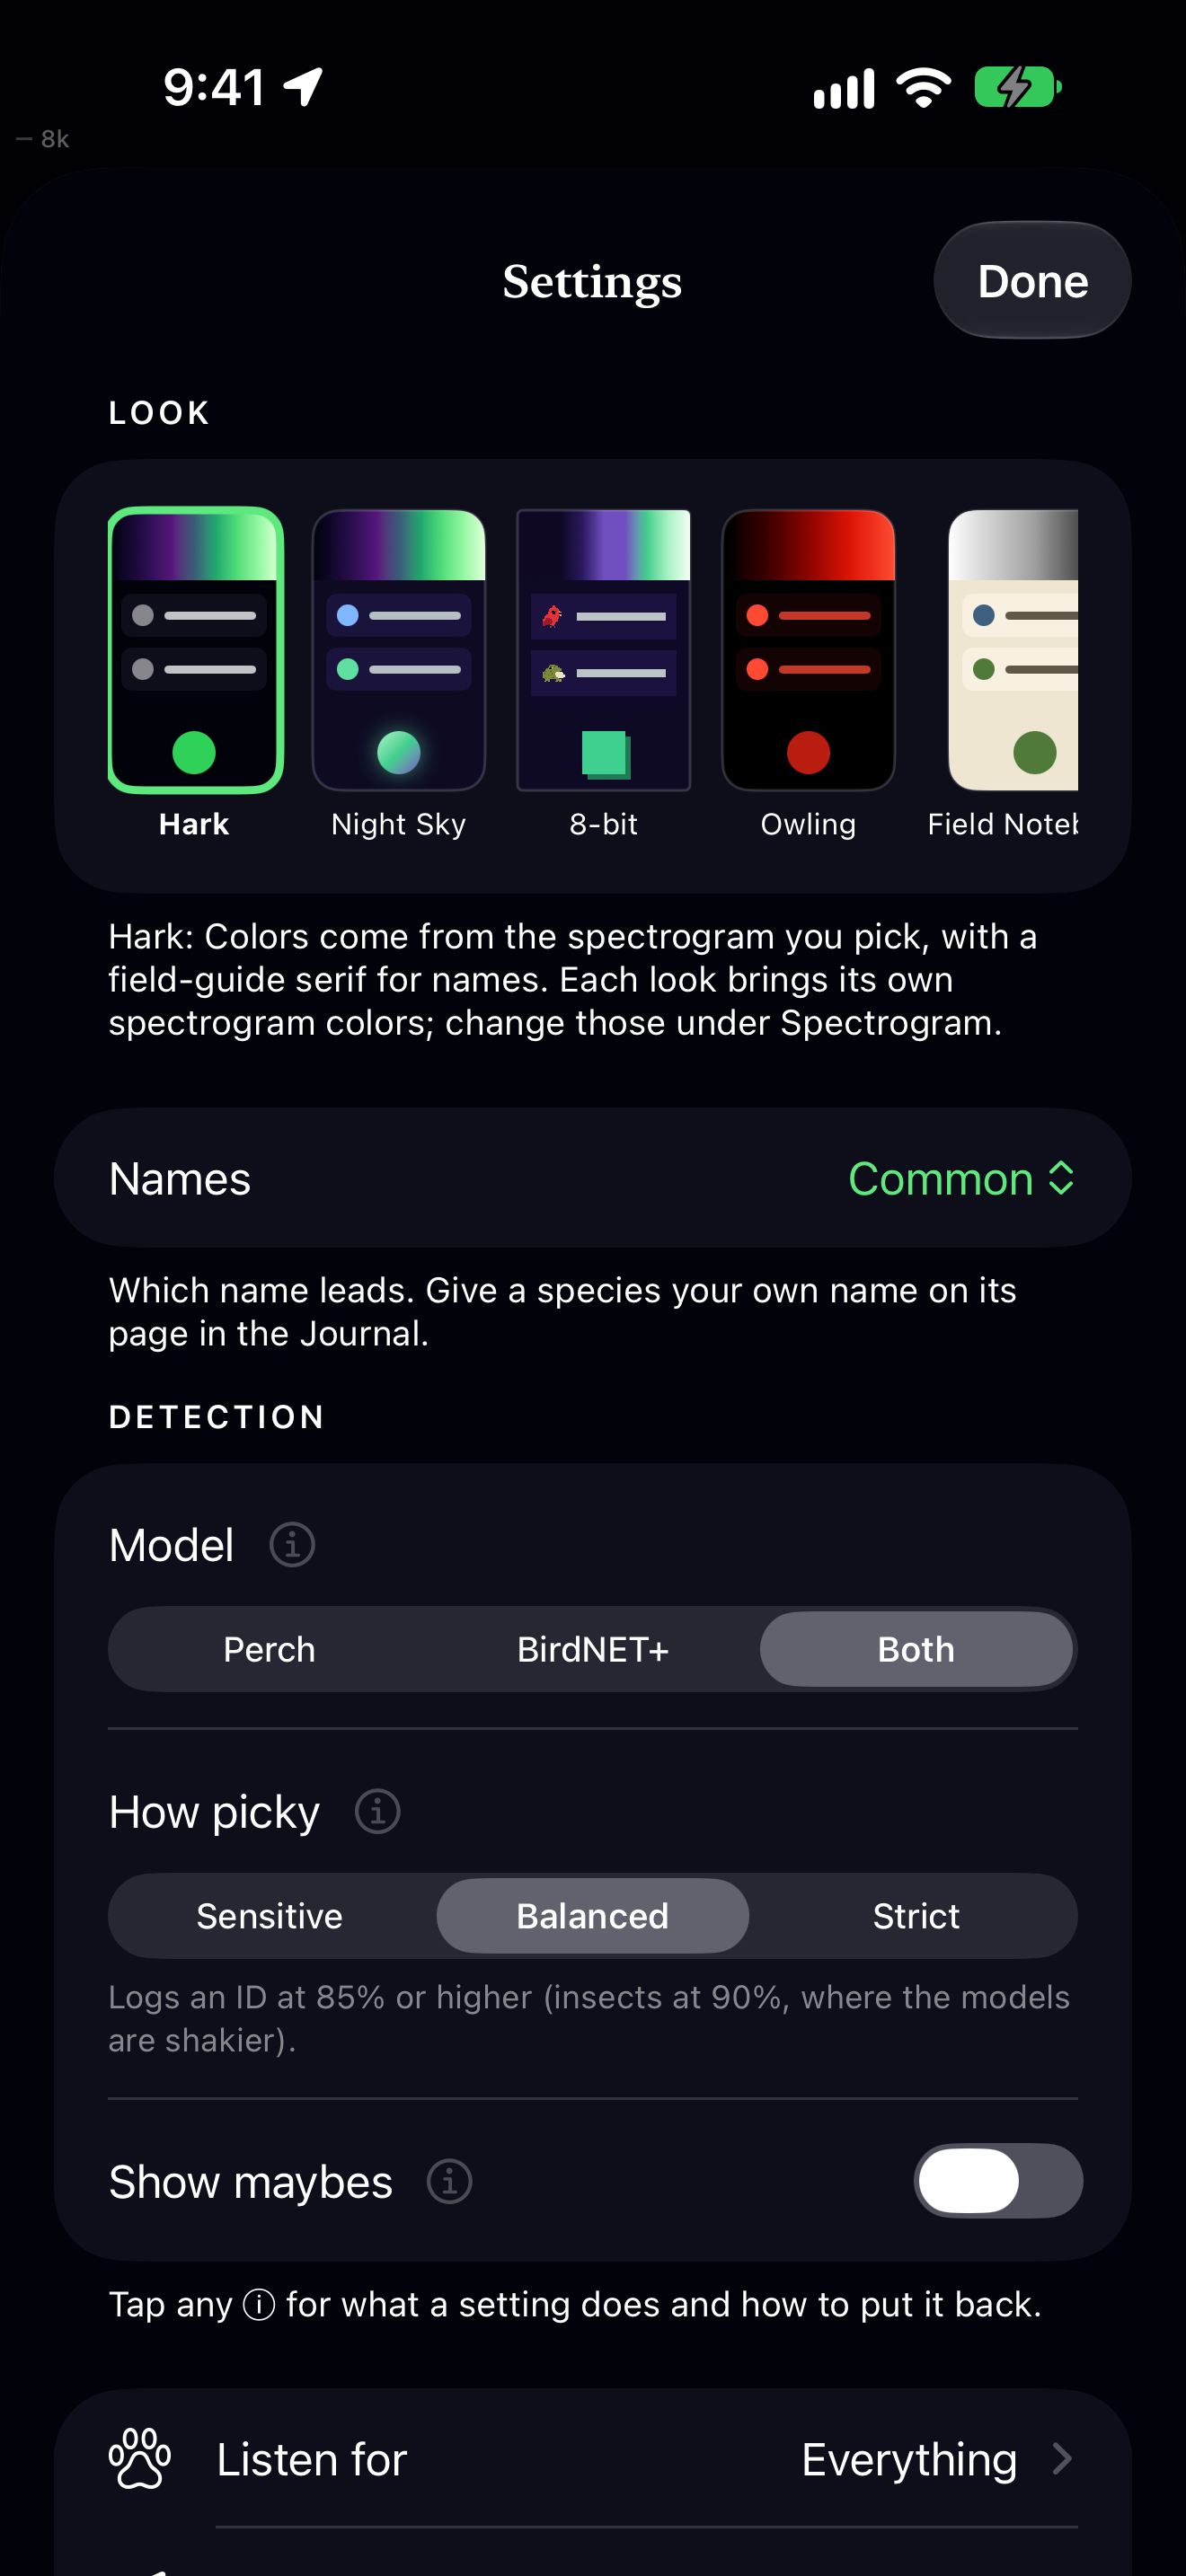 9:41
8k
Settings
Done
LOOK
Hark
Night Sky
8-bit
Owling
Field Noteb
Hark: Colors come from the spectrogram you pick, with a
field-guide serif for names. Each look brings its own
spectrogram colors; change those under Spectrogram.
Names
Common
Which name leads. Give a species your own name on its
page in the Journal.
DETECTION
Model
Perch
BirdNET+
Both
How picky
Sensitive
Balanced
Strict
Logs an ID at 85% or higher (insects at 90%, where the models
are shakier).
Show maybes
Tap any ⓘ for what a setting does and how to put it back.
Listen for
Everything